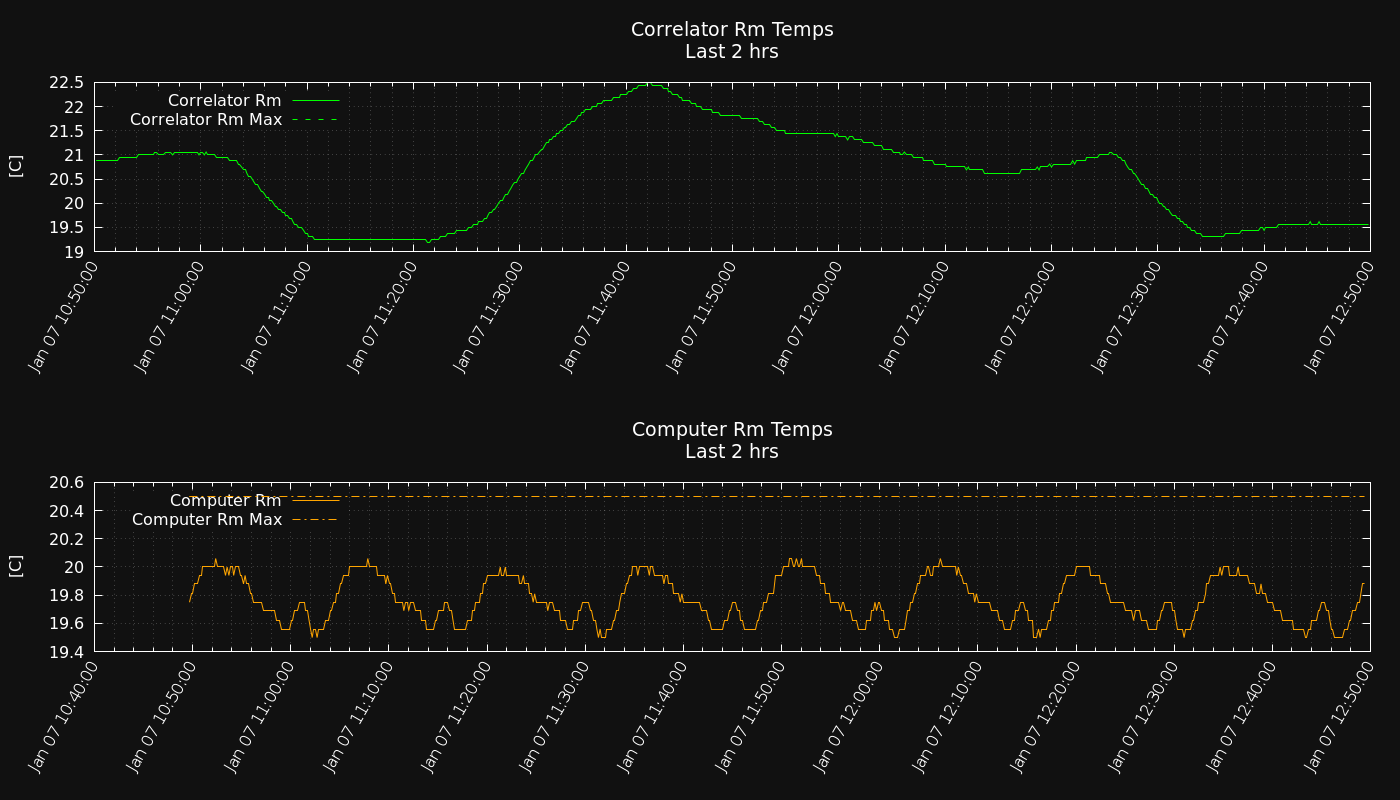 Correlator Rm Temps
Last 2 hrs
22.5
22
21.5
21
20.5
20
19.5
19
[C]
Correlator Rm
Correlator Rm Max
Jan 07 10:50:00
Jan 07 11:00:00
Jan 07 11:10:00
Jan 07 11:20:00
Jan 07 11:30:00
Jan 07 11:40:00
Jan 07 11:50:00
Jan 07 12:00:00
Jan 07 12:10:00
Jan 07 12:20:00
Jan 07 12:30:00
Jan 07 12:40:00
Jan 07 12:50:00
Computer Rm Temps
Last 2 hrs
20.6
20.4
20.2
20
19.8
19.6
19.4
[C]
Computer Rm
Computer Rm Max
Jan 07 10:40:00
Jan 07 10:50:00
Jan 07 11:00:00
Jan 07 11:10:00
Jan 07 11:20:00
Jan 07 11:30:00
Jan 07 11:40:00
Jan 07 11:50:00
Jan 07 12:00:00
Jan 07 12:10:00
Jan 07 12:20:00
Jan 07 12:30:00
Jan 07 12:40:00
Jan 07 12:50:00